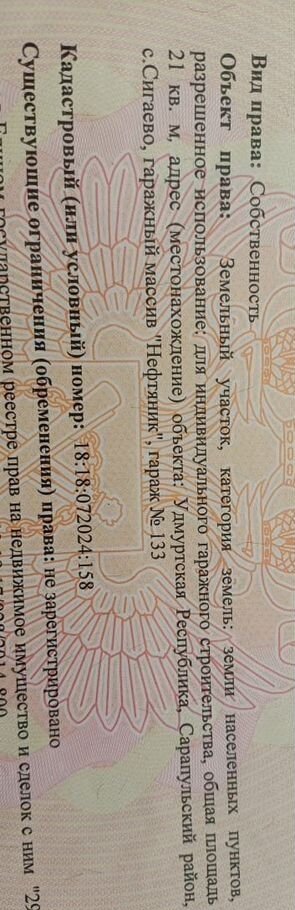 Вид права: Собственность
Объект права: Земельный участок, категория земель: земли населенных пунктов,
разрешенное использование: для индивидуального гаражного строительства, общая площадь
21 кв. м, адрес (местонахождение) объекта: Удмуртская Республика, Сарапульский район,
с.Сигаево, гаражный массив "Нефтяник", гараж № 133
Кадастровый (или условный) номер: 18:18:072024:158
Существующие ограничения (обременения) права: не зарегистрировано
Едином государственном реестре прав на недвижимое имущество и сделок с ним "29